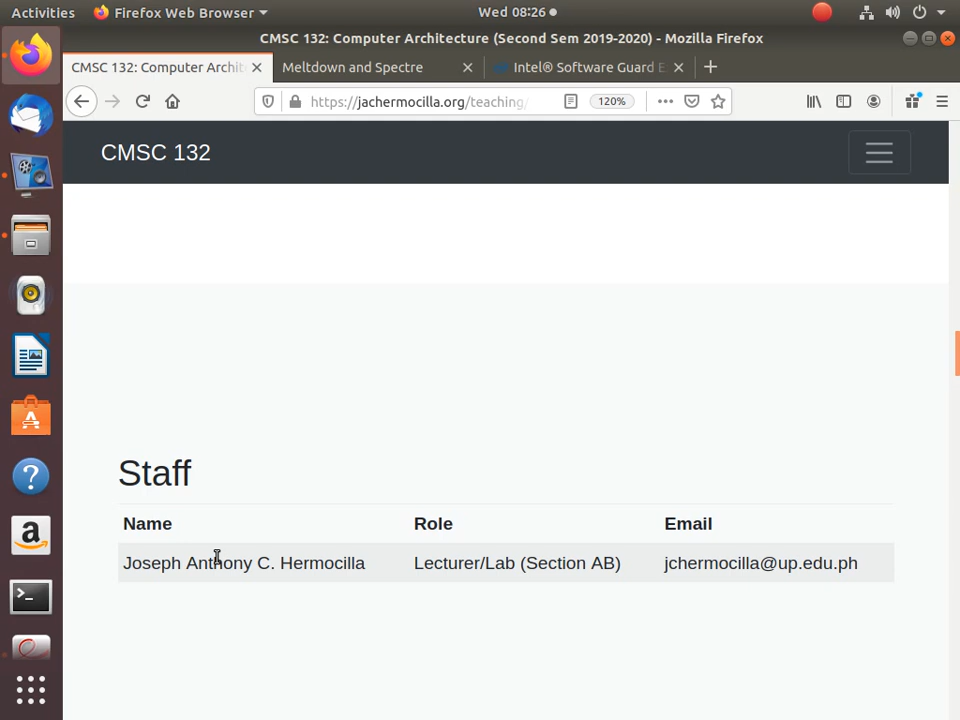 Activities Firefox Web Browser Wed 08:26
CMSC 132: Computer Architecture (Second Sem 2019-2020) - Mozilla Firefox
CMSC 132: Computer Archit Meltdown and Spectre Intel® Software Guard E
https://jachermocilla.org/teaching/ 120%
CMSC 132
Staff
Name Role Email
Joseph Anthony C. Hermocilla Lecturer/Lab (Section AB) jchermocilla@up.edu.ph